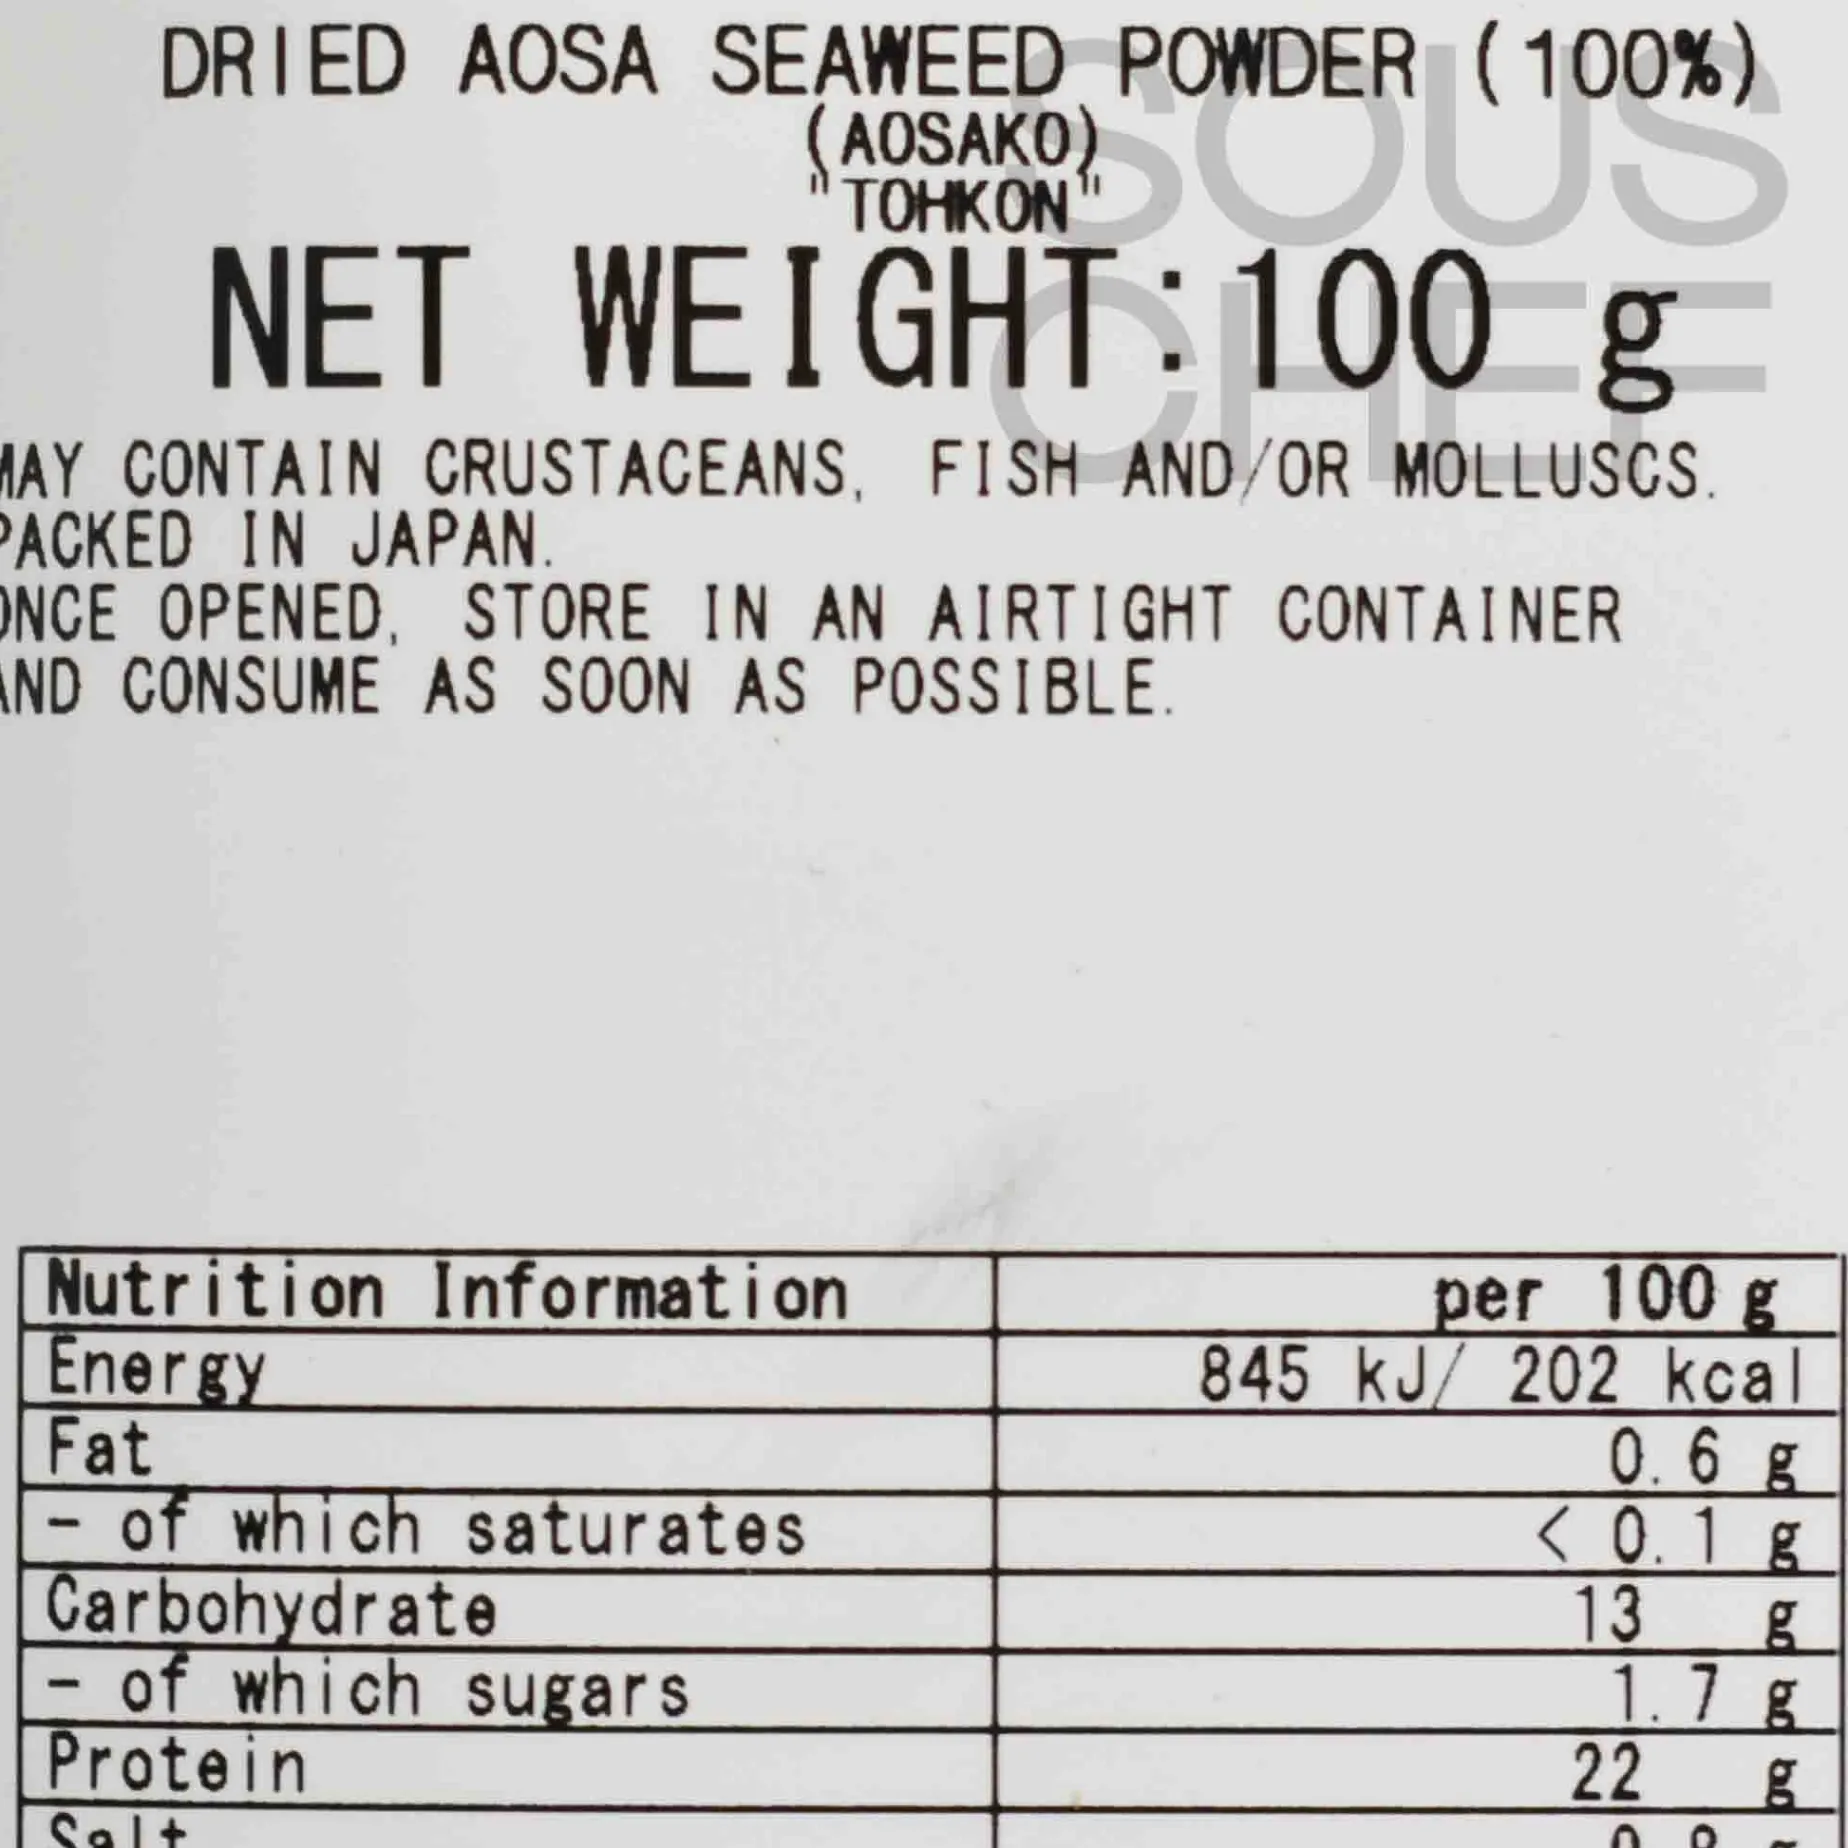 DRIED AOSA SEAWEED POWDER (100%)
(AOSAKO)
"TOHKON"
SOUS
CHEF
NET WEIGHT:100 g
MAY CONTAIN CRUSTACEANS, FISH AND/OR MOLLUSCS.
PACKED IN JAPAN.
ONCE OPENED, STORE IN AN AIRTIGHT CONTAINER
AND CONSUME AS SOON AS POSSIBLE.
Nutrition Information per 100 g
Energy 845 kJ/ 202 kcal
Fat 0.6 g
- of which saturates < 0.1 g
Carbohydrate 13 g
- of which sugars 1.7 g
Protein 22 g
Salt